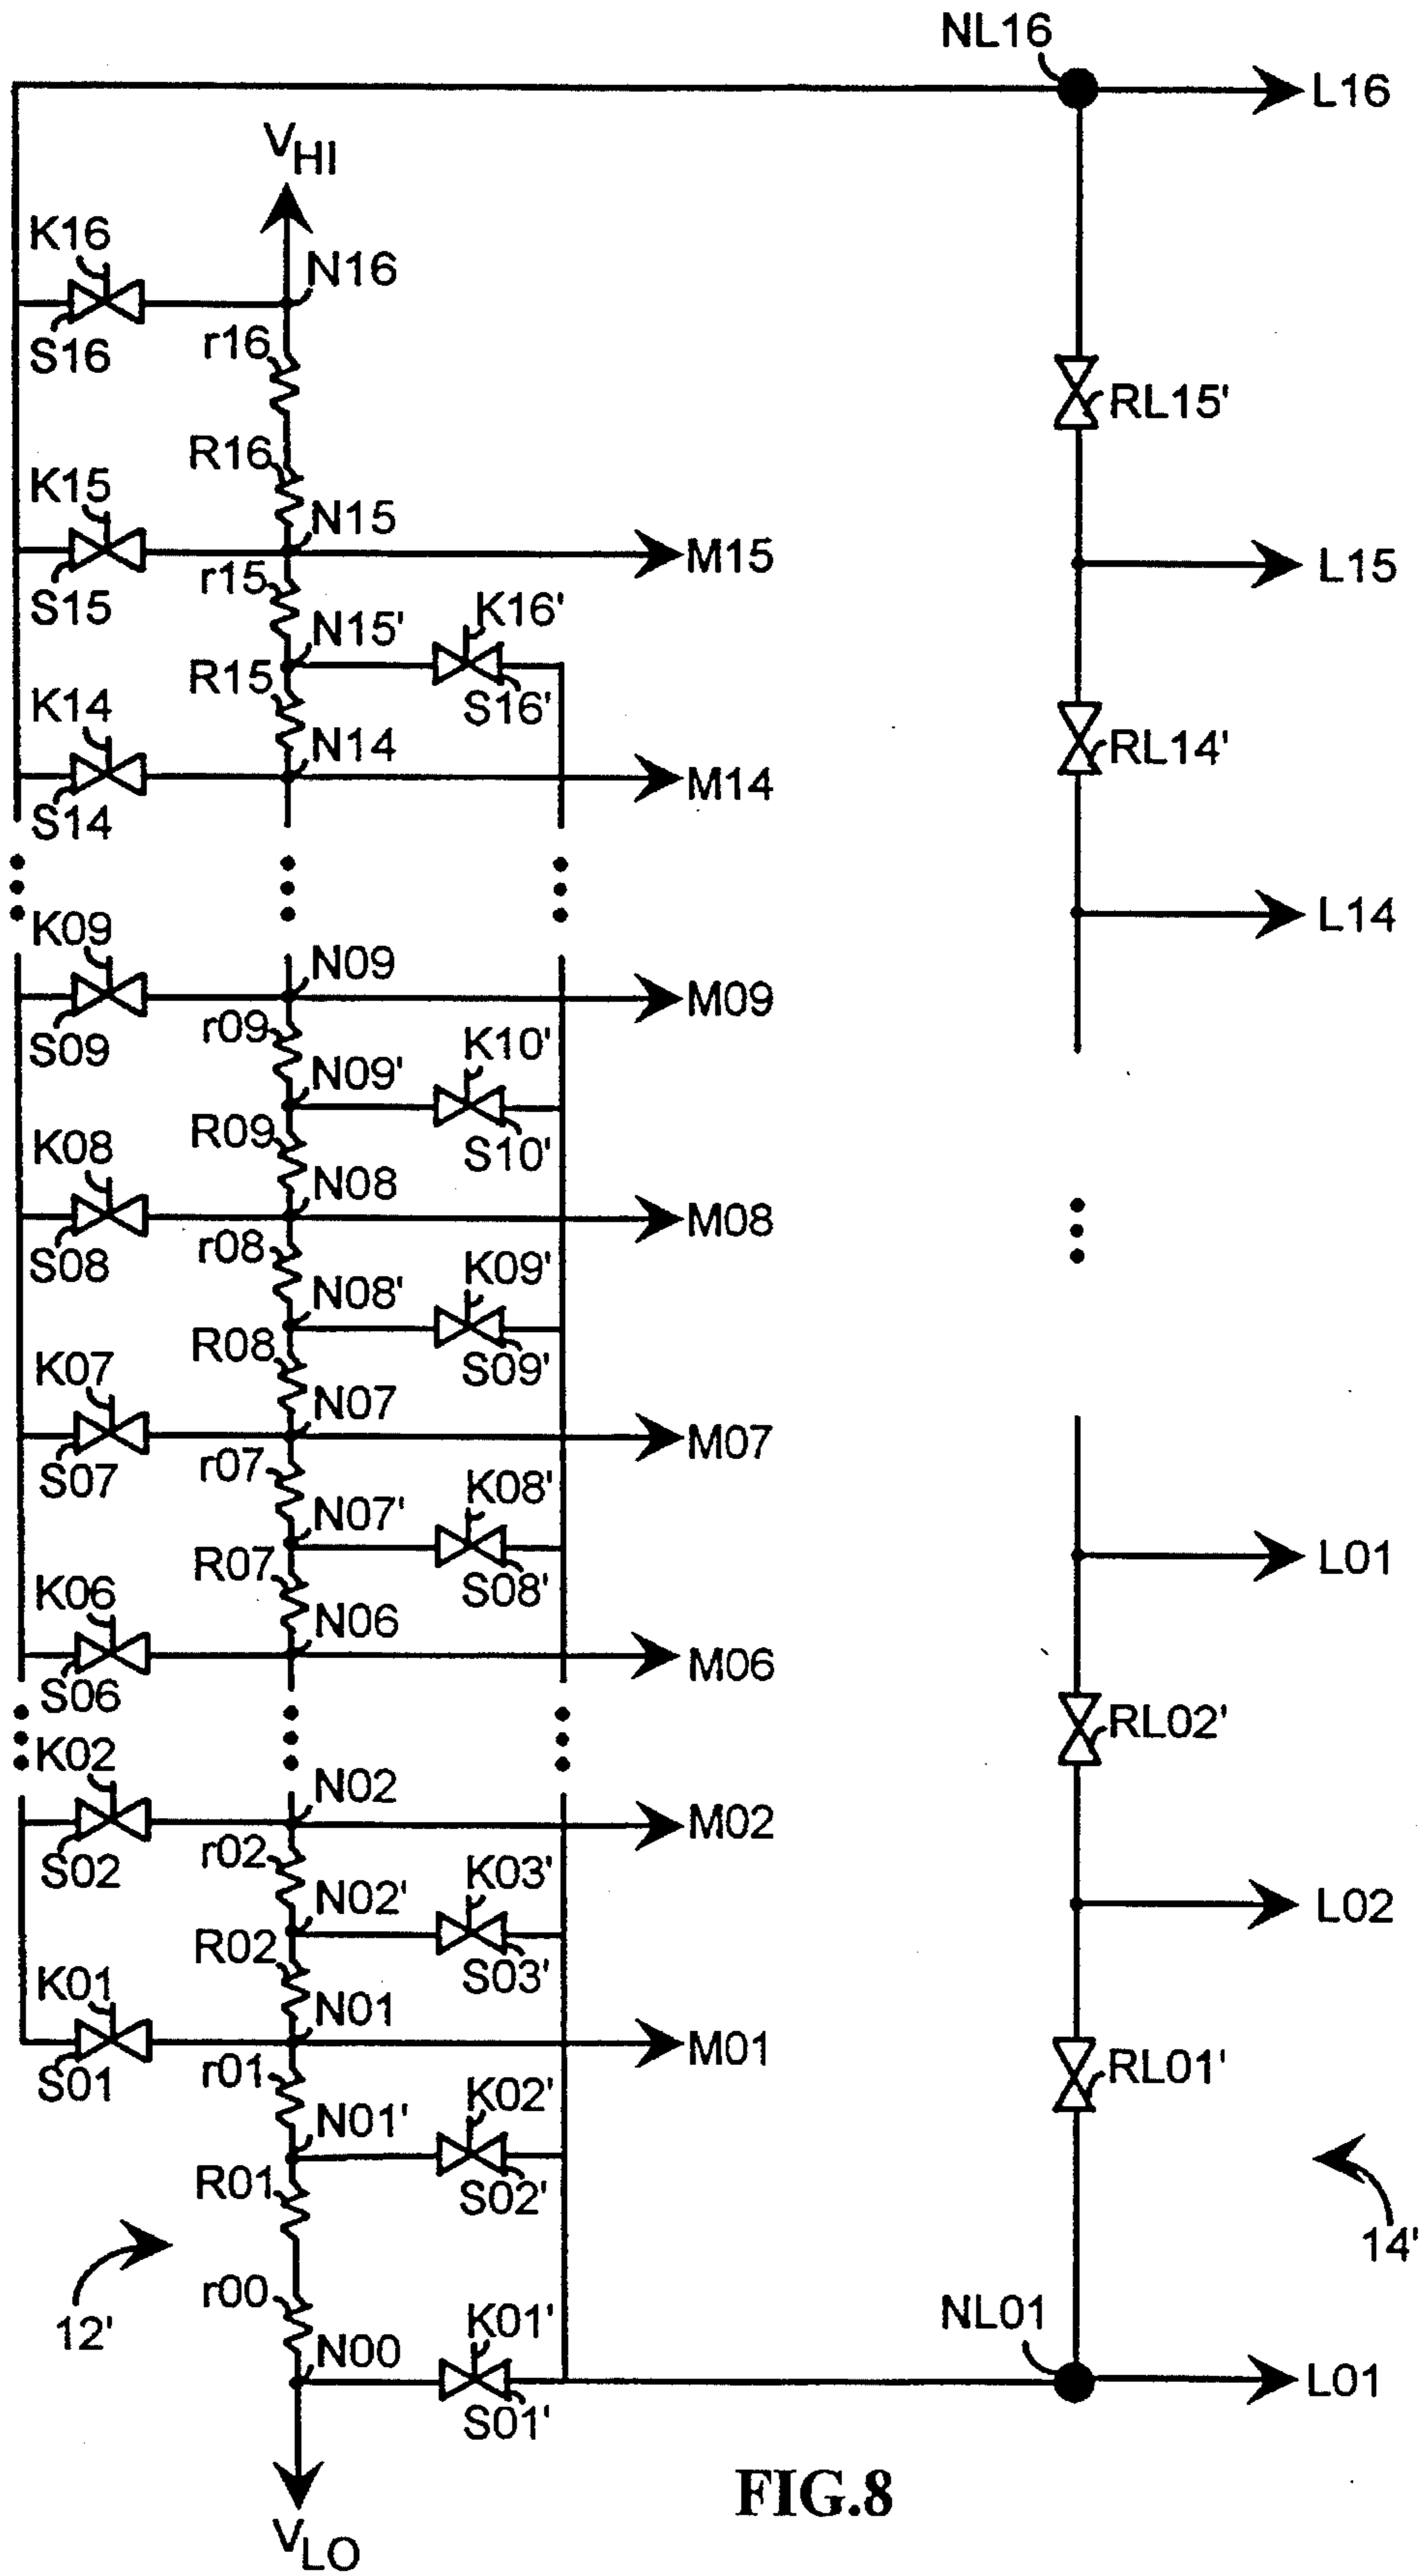 NL16
L16
VHI
K16
N16
S16
r16
RL15'
R16
K15
N15
M15
L15
r15
S15
N15'
K16'
R15
S16'
K14
N14
RL14'
M14
S14
L14
K09
N09
M09
r09
S09
K10'
N09'
R09
S10'
K08
N08
M08
r08
S08
K09'
N08'
R08
S09'
K07
N07
M07
r07
S07
K08'
N07'
R07
S08'
L01
K06
N06
M06
S06
RL02'
K02
N02
M02
r02
S02
K03'
N02'
L02
R02
S03'
K01
N01
M01
r01
S01
RL01'
K02'
N01'
R01
S02'
14'
r00
12'
K01'
NL01
N00
L01
S01'
VLO
FIG.8